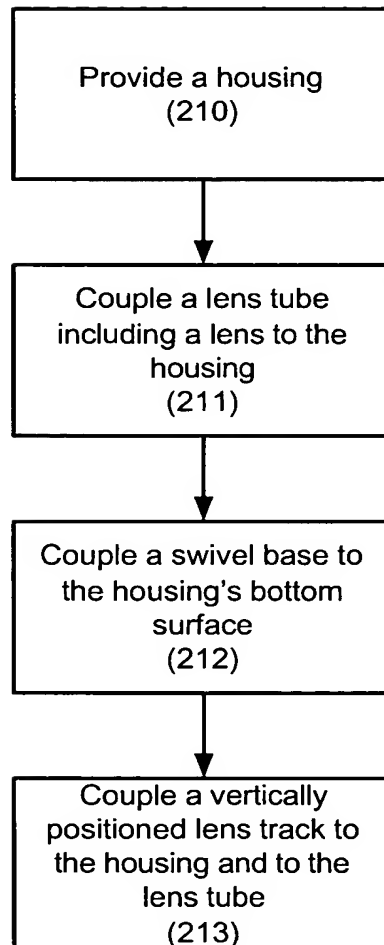 Provide a housing
(210)
Couple a lens tube
including a lens to the
housing
(211)
Couple a swivel base to
the housing's bottom
surface
(212)
Couple a vertically
positioned lens track to
the housing and to the
lens tube
(213)